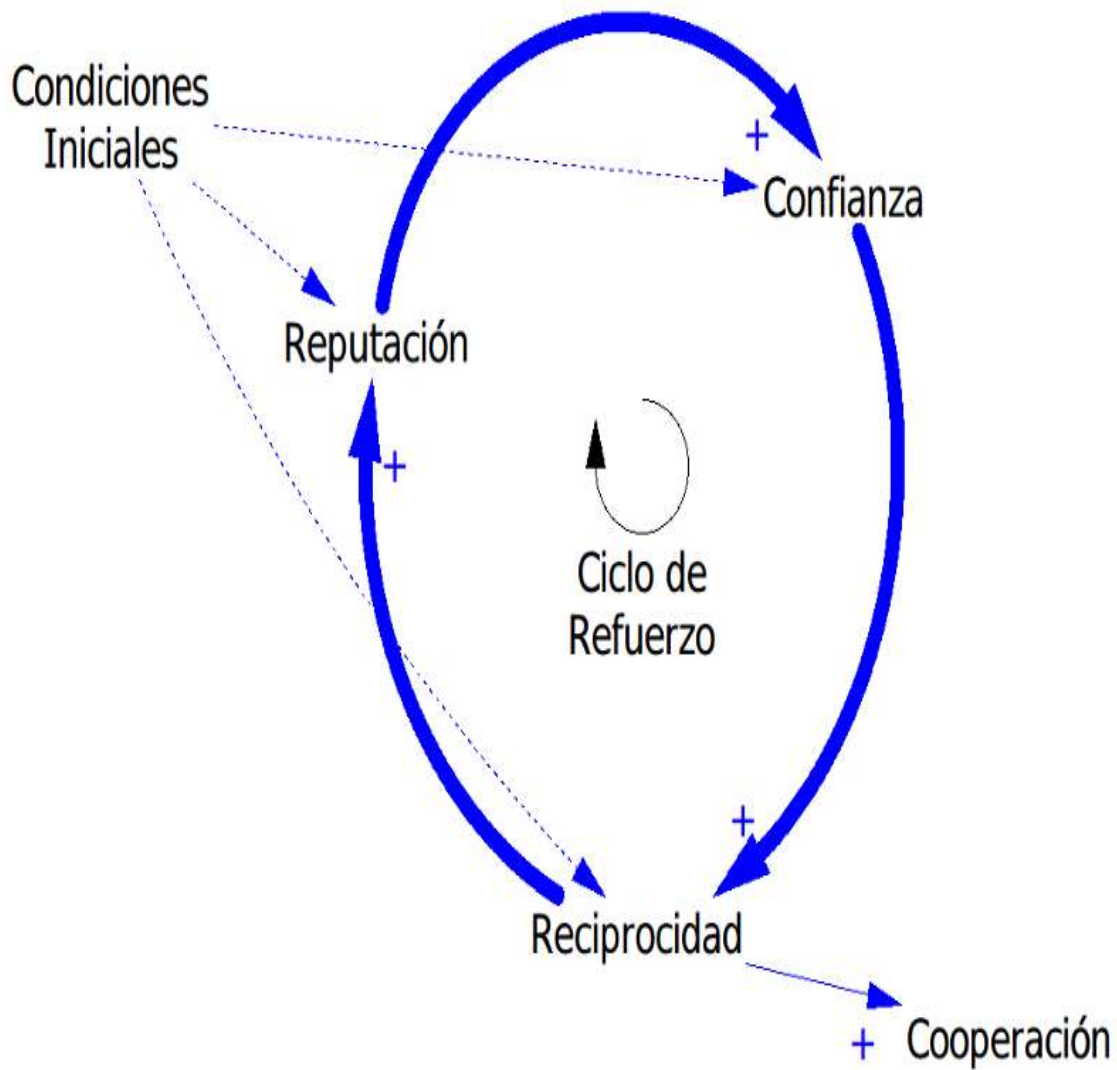 Condiciones
Iniciales
+
Confianza
Reputación
+
Ciclo de
Refuerzo
+
Reciprocidad
+ Cooperación